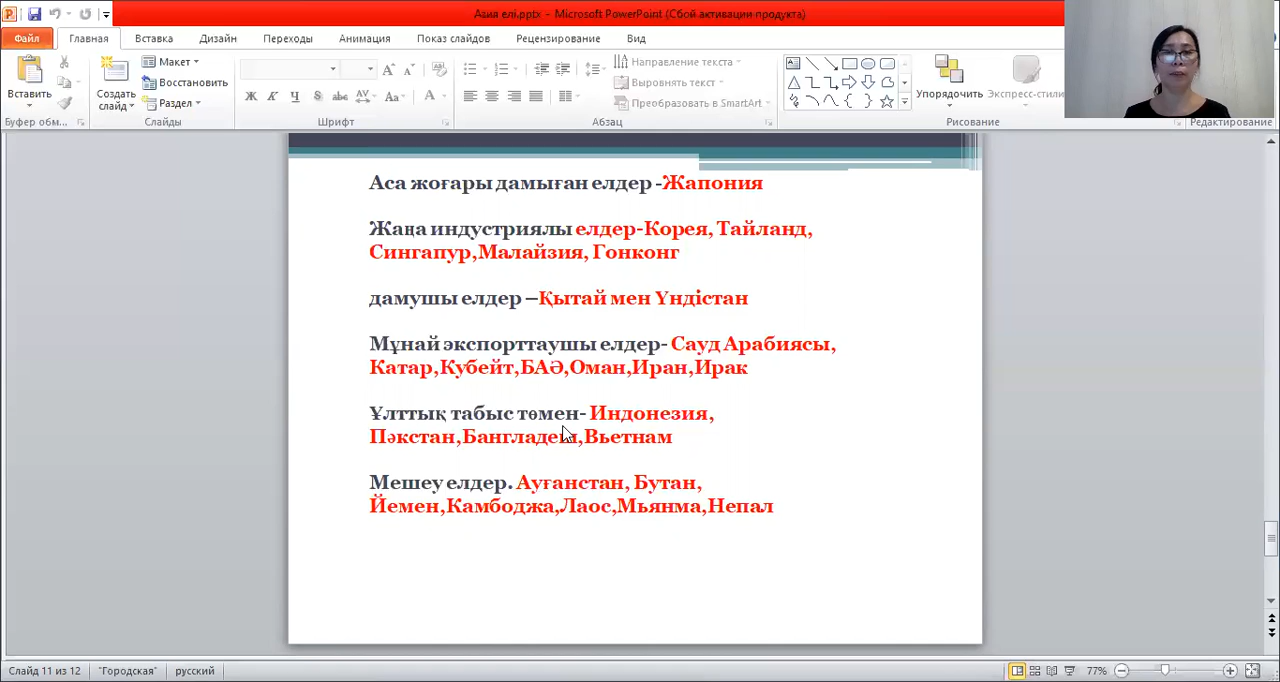 Азия елі.pptx - Microsoft PowerPoint (Сбой активации продукта)
Файл Главная Вставка Дизайн Переходы Анимация Показ слайдов Рецензирование Вид
Вставить
Буфер обм...
Создать слайд
Макет
Восстановить
Раздел
Слайды
Ж К Ч S abc AV Aa A
Шрифт
Направление текста
Выровнять текст
Преобразовать в SmartArt
Абзац
Упорядочить
Экспресс-стили
Рисование
Редактирование
Аса жоғары дамыған елдер -Жапония
Жаңа индустриялы елдер-Корея, Тайланд,
Сингапур,Малайзия, Гонконг
дамушы елдер –Қытай мен Үндістан
Мұнай экспорттаушы елдер- Сауд Арабиясы,
Катар,Кубейт,БАӘ,Оман,Иран,Ирак
Ұлттық табыс төмен- Индонезия,
Пәкстан,Бангладеш,Вьетнам
Мешеу елдер. Ауғанстан, Бутан,
Йемен,Камбоджа,Лаос,Мьянма,Непал
Слайд 11 из 12 "Городская" русский 77%